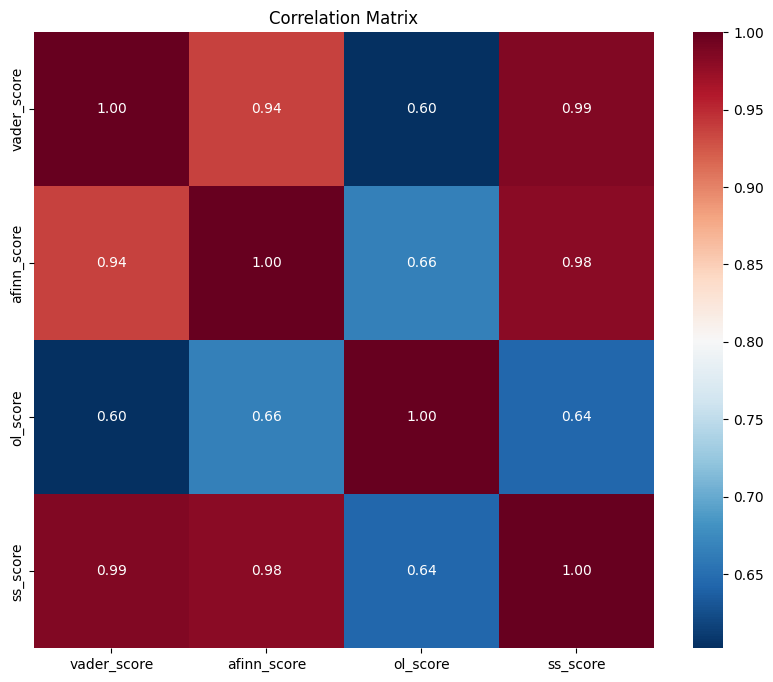 Correlation Matrix
vader_score 1.00 0.94 0.60 0.99
afinn_score 0.94 1.00 0.66 0.98
ol_score 0.60 0.66 1.00 0.64
ss_score 0.99 0.98 0.64 1.00
vader_score afinn_score ol_score ss_score
1.00
0.95
0.90
0.85
0.80
0.75
0.70
0.65